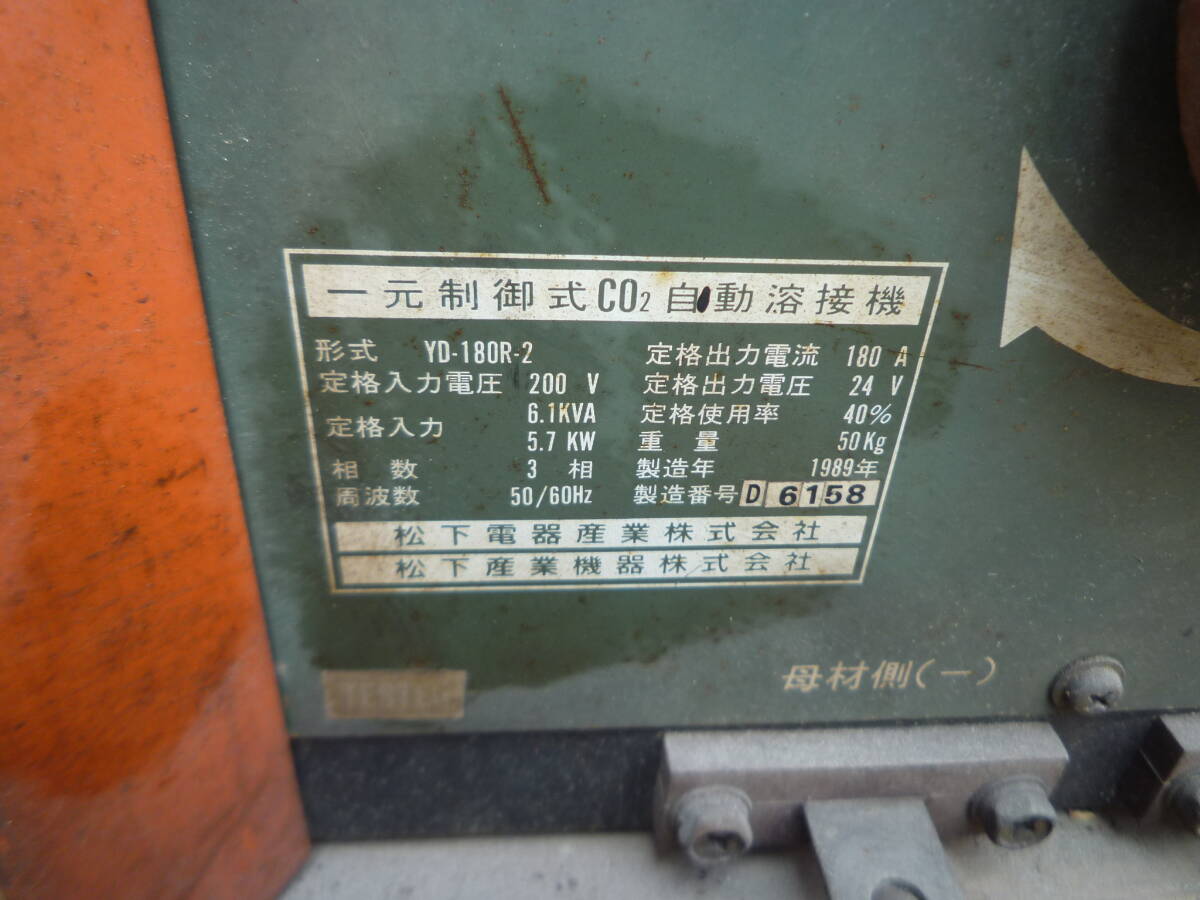 一元制御式CO2自動溶接機
形式 YD-180R-2 定格出力電流 180 A
定格入力電圧 200 V 定格出力電圧 24 V
定格入力 6.1KVA 定格使用率 40%
5.7 KW 重量 50Kg
相数 3 相 製造年 1989年
周波数 50/60Hz 製造番号 D 6158
松下電器産業株式会社
松下産業機器株式会社
母材側(－)